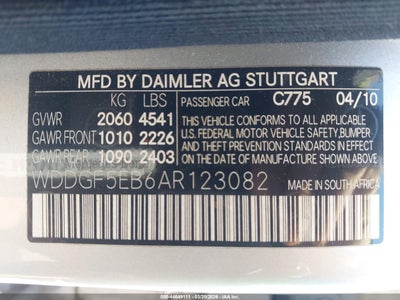 MFD BY DAIMLER AG STUTTGART
KG LBS PASSENGER CAR C775 04/10
GVWR 2060 4541 THIS VEHICLE CONFORMS TO ALL APPLICABLE
GAWR FRONT 1010 2226 U.S. FEDERAL MOTOR VEHICLE SAFETY, BUMPER
GAWR REAR 1090 2403 AND THEFT PREVENTION STANDARDS IN EFFECT ON THE DATE OF MANUFACTURE SHOWN ABOVE.
WDDGF5EB6AR123082 MADE IN SOUTH-AFRICA